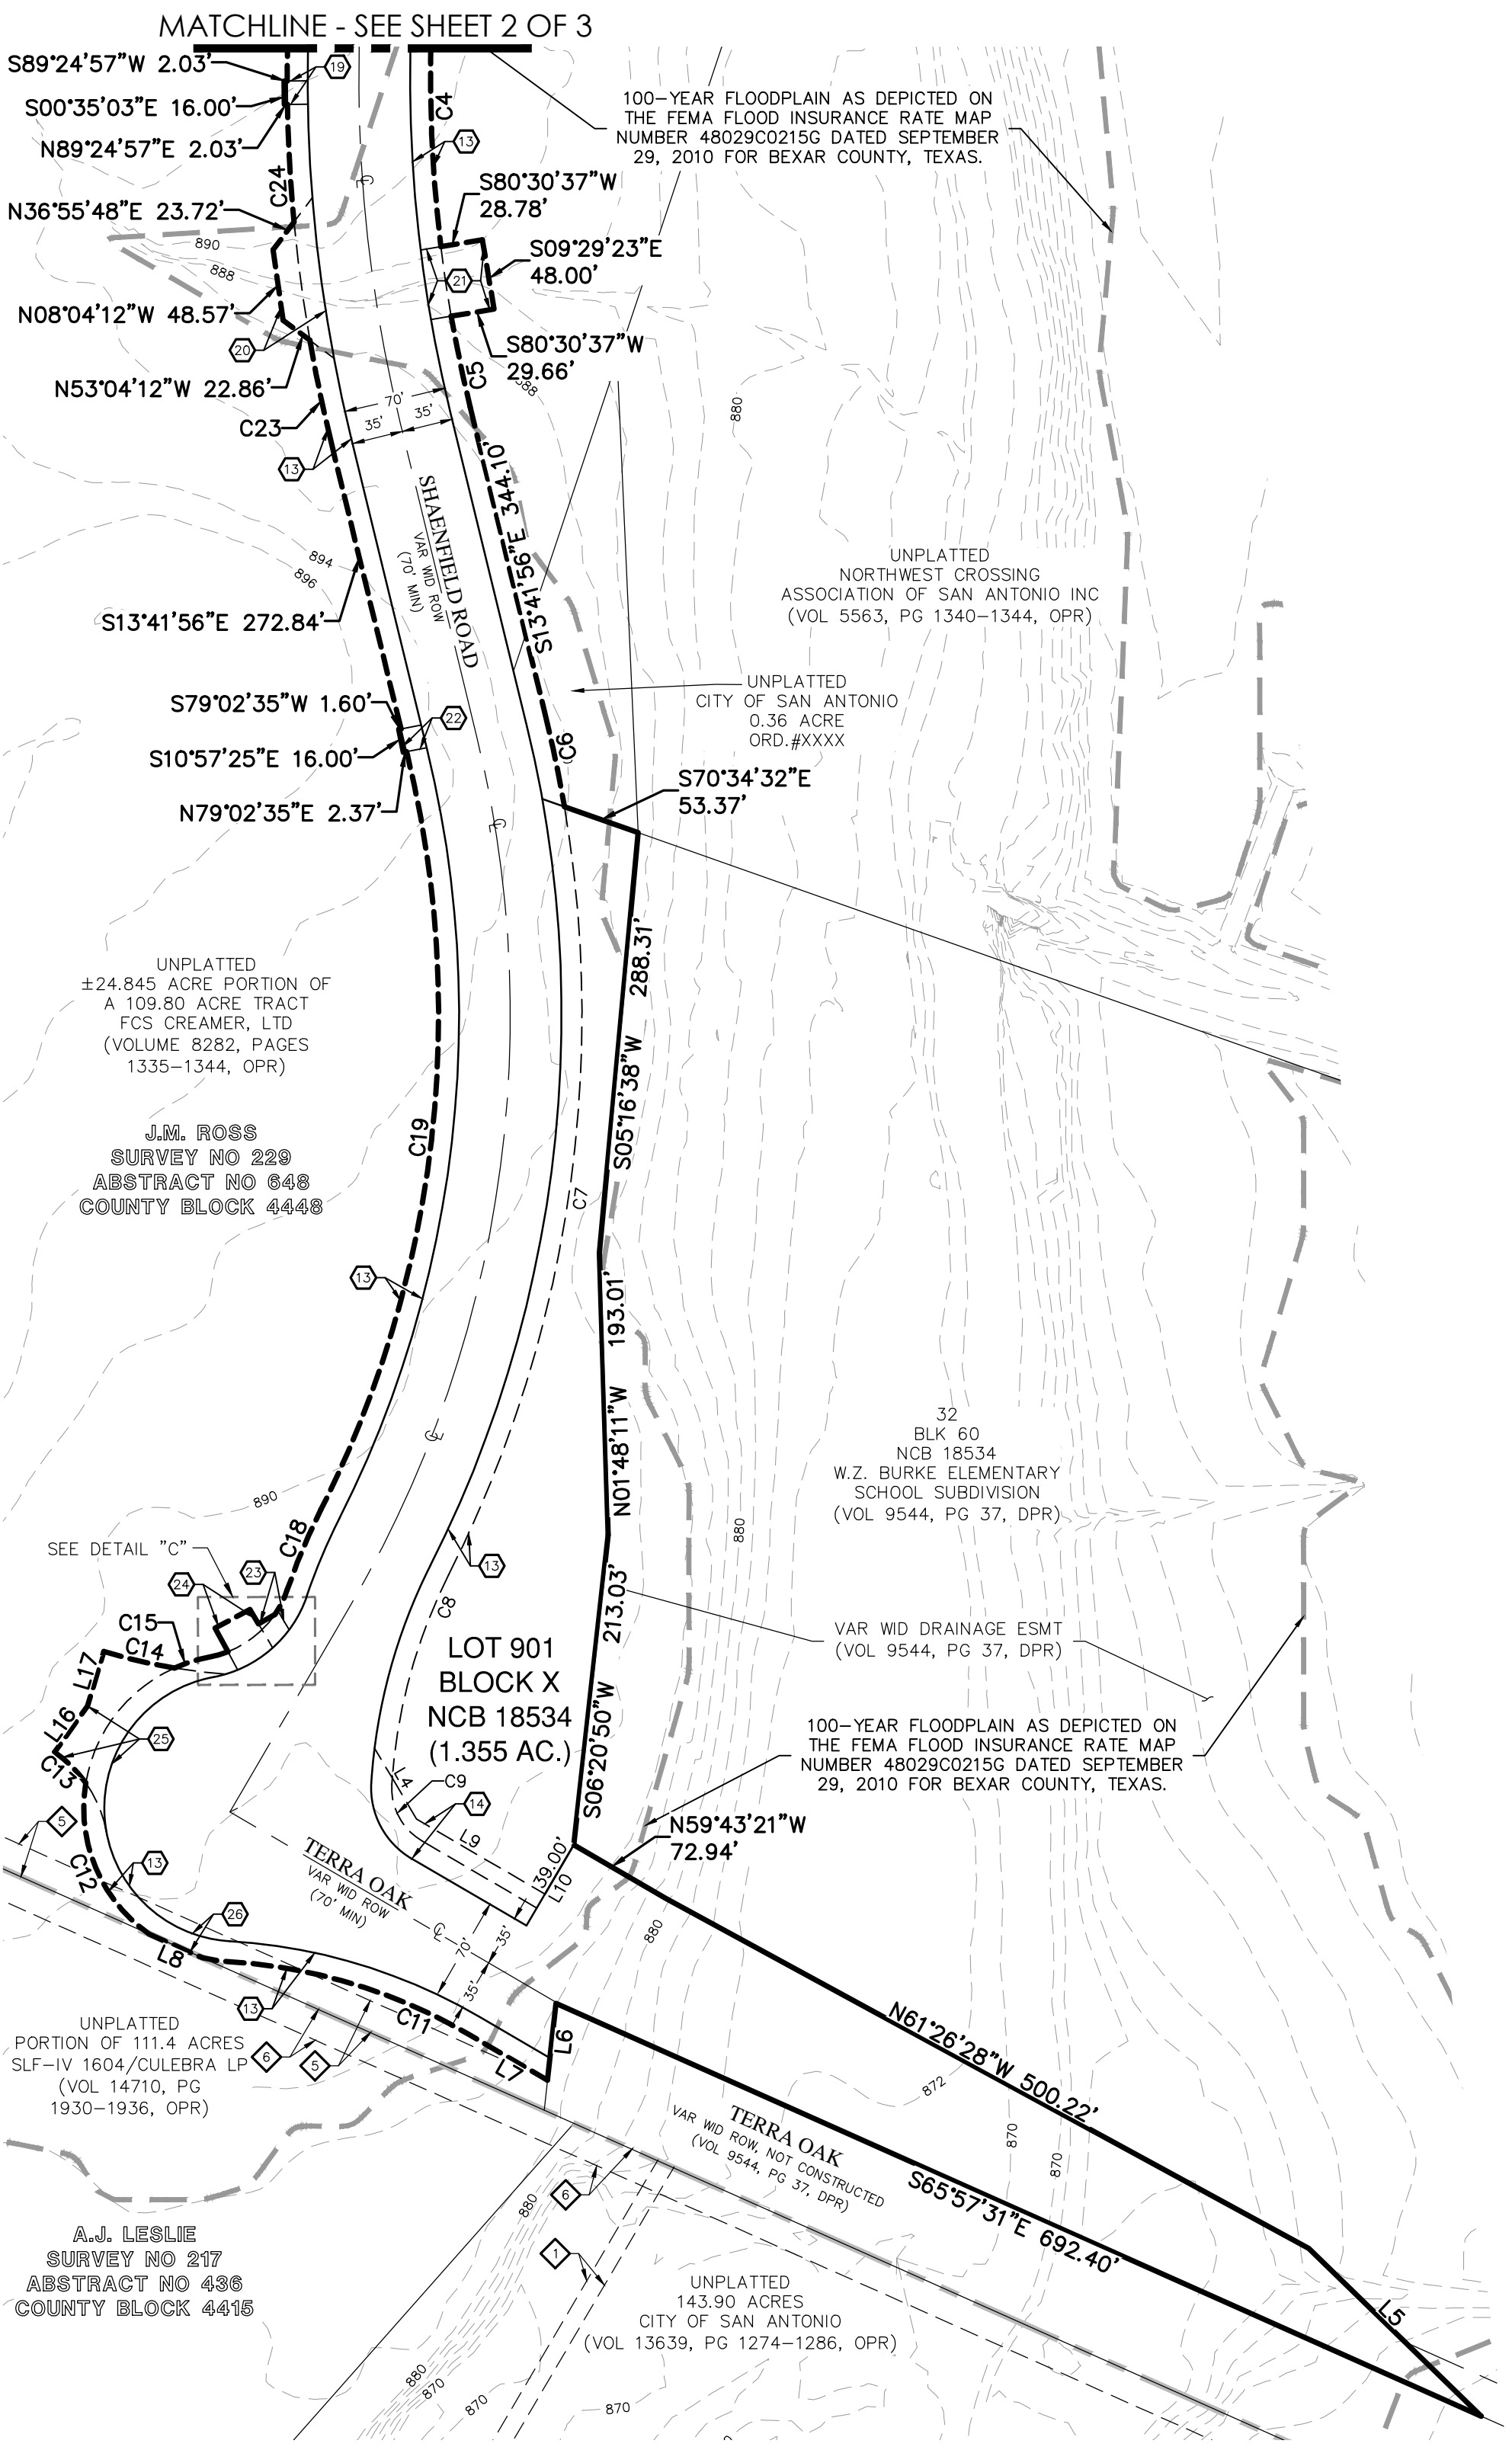 MATCHLINE - SEE SHEET 2 OF 3
S89°24'57"W 2.03'
S00°35'03"E 16.00'
N89°24'57"E 2.03'
19
C24
C4
13
100-YEAR FLOODPLAIN AS DEPICTED ON
THE FEMA FLOOD INSURANCE RATE MAP
NUMBER 48029C0215G DATED SEPTEMBER
29, 2010 FOR BEXAR COUNTY, TEXAS.
N36°55'48"E 23.72'
S80°30'37"W
28.78'
890
888
S09°29'23"E
48.00'
21
N08°04'12"W 48.57'
20
S80°30'37"W
29.66'
N53°04'12"W 22.86'
C5
888
880
C23
70'
35'
35'
13
S13°41'56"E 344.10'
SHAENFIELD ROAD
VAR WID ROW
(70' MIN)
894
896
UNPLATTED
NORTHWEST CROSSING
ASSOCIATION OF SAN ANTONIO INC
(VOL 5563, PG 1340-1344, OPR)
S13°41'56"E 272.84'
UNPLATTED
CITY OF SAN ANTONIO
0.36 ACRE
ORD.#XXXX
S79°02'35"W 1.60'
22
S10°57'25"E 16.00'
C6
N79°02'35"E 2.37'
S70°34'32"E
53.37'
UNPLATTED
±24.845 ACRE PORTION OF
A 109.80 ACRE TRACT
FCS CREAMER, LTD
(VOLUME 8282, PAGES
1335-1344, OPR)
J.M. ROSS
SURVEY NO 229
ABSTRACT NO 648
COUNTY BLOCK 4448
C19
S05°16'38"W 288.31'
C7
13
N01°48'11"W 193.01'
32
BLK 60
NCB 18534
W.Z. BURKE ELEMENTARY
SCHOOL SUBDIVISION
(VOL 9544, PG 37, DPR)
890
880
SEE DETAIL "C"
C18
23
24
13
C8
C15
C14
L17
L16
C13
25
LOT 901
BLOCK X
NCB 18534
(1.355 AC.)
S06°20'50"W 213.03'
VAR WID DRAINAGE ESMT
(VOL 9544, PG 37, DPR)
100-YEAR FLOODPLAIN AS DEPICTED ON
THE FEMA FLOOD INSURANCE RATE MAP
NUMBER 48029C0215G DATED SEPTEMBER
29, 2010 FOR BEXAR COUNTY, TEXAS.
L4
C9
14
L9
5
N59°43'21"W
72.94'
13
C12
TERRA OAK
VAR WID ROW
(70' MIN)
39.00'
L10
26
L8
70'
35'
35'
880
13
C11
L6
L7
UNPLATTED
PORTION OF 111.4 ACRES
SLF-IV 1604/CULEBRA LP
(VOL 14710, PG
1930-1936, OPR)
6
5
N61°26'28"W 500.22'
872
870
870
TERRA OAK
VAR WID ROW, NOT CONSTRUCTED
(VOL 9544, PG 37, DPR)
S65°57'31"E 692.40'
6
880
1
A.J. LESLIE
SURVEY NO 217
ABSTRACT NO 436
COUNTY BLOCK 4415
UNPLATTED
143.90 ACRES
CITY OF SAN ANTONIO
(VOL 13639, PG 1274-1286, OPR)
L5
880
870
870
870